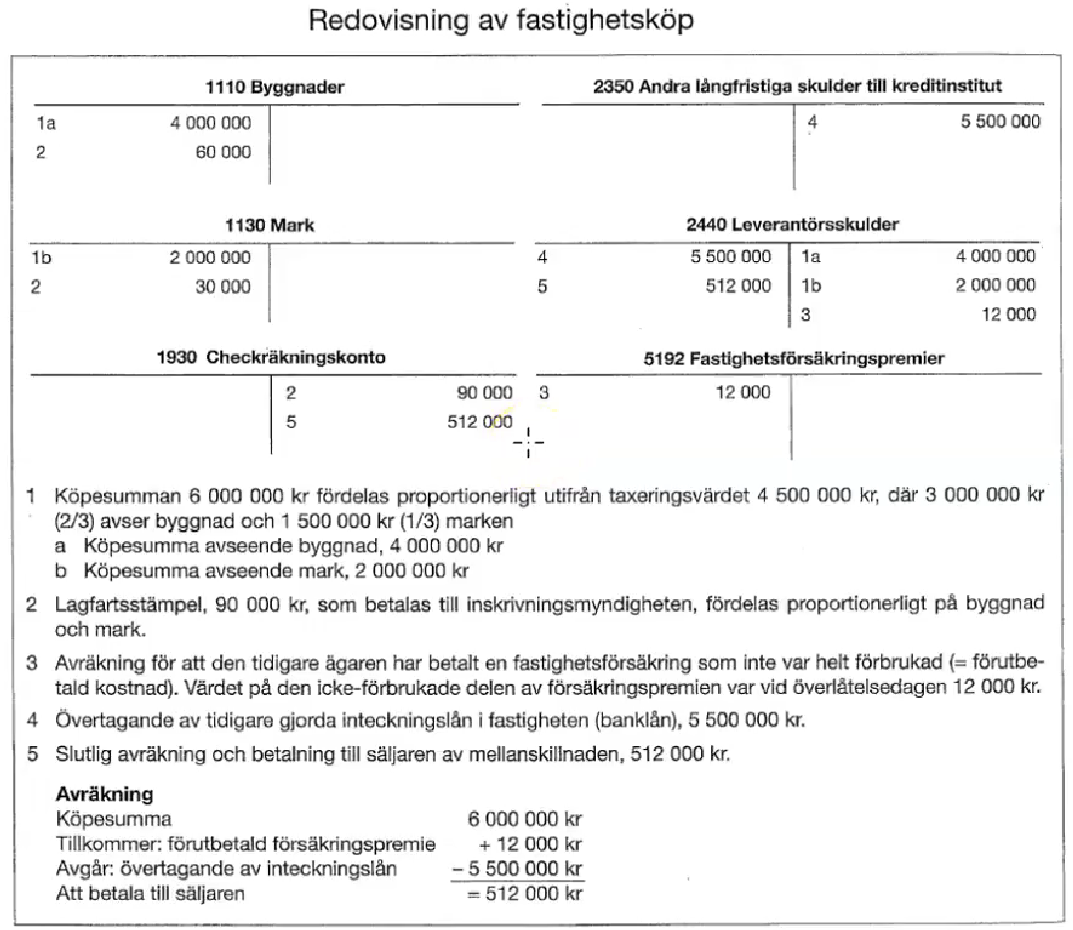 Redovisning av fastighetsköp
1110 Byggnader
1a 4 000 000
2 60 000
2350 Andra långfristiga skulder till kreditinstitut
4 5 500 000
1130 Mark
1b 2 000 000
2 30 000
2440 Leverantörsskulder
4 5 500 000 1a 4 000 000
5 512 000 1b 2 000 000
3 12 000
1930 Checkräkningskonto
2 90 000
5 512 000
5192 Fastighetsförsäkringspremier
3 12 000
1 Köpesumman 6 000 000 kr fördelas proportionerligt utifrån taxeringsvärdet 4 500 000 kr, där 3 000 000 kr
(2/3) avser byggnad och 1 500 000 kr (1/3) marken
a Köpesumma avseende byggnad, 4 000 000 kr
b Köpesumma avseende mark, 2 000 000 kr
2 Lagfartsstämpel, 90 000 kr, som betalas till inskrivningsmyndigheten, fördelas proportionerligt på byggnad
och mark.
3 Avräkning för att den tidigare ägaren har betalt en fastighetsförsäkring som inte var helt förbrukad (= förutbe-
tald kostnad). Värdet på den icke-förbrukade delen av försäkringspremien var vid överlåtelsedagen 12 000 kr.
4 Övertagande av tidigare gjorda inteckningslån i fastigheten (banklån), 5 500 000 kr.
5 Slutlig avräkning och betalning till säljaren av mellanskillnaden, 512 000 kr.
Avräkning
Köpesumma 6 000 000 kr
Tillkommer: förutbetald försäkringspremie + 12 000 kr
Avgår: övertagande av inteckningslån – 5 500 000 kr
Att betala till säljaren = 512 000 kr